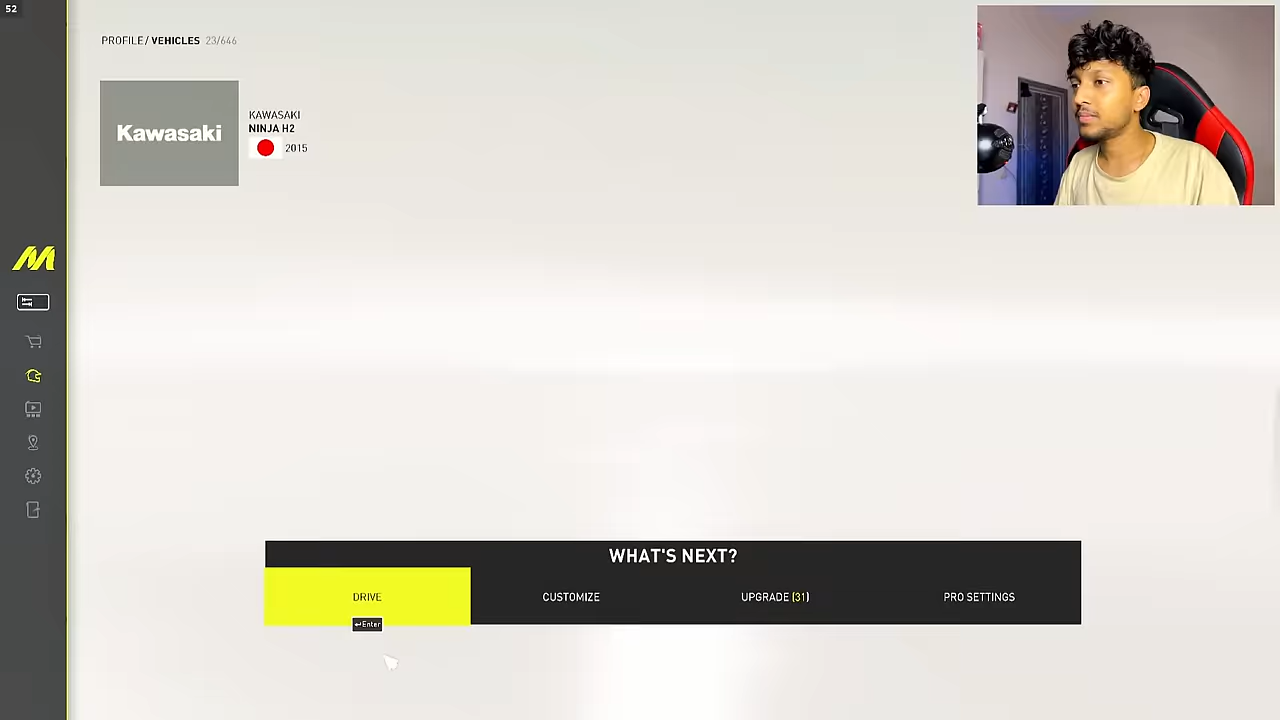 52
PROFILE/ VEHICLES 23/646
Kawasaki
KAWASAKI
NINJA H2
2015
WHAT'S NEXT?
DRIVE
CUSTOMIZE
UPGRADE (31)
PRO SETTINGS
Enter